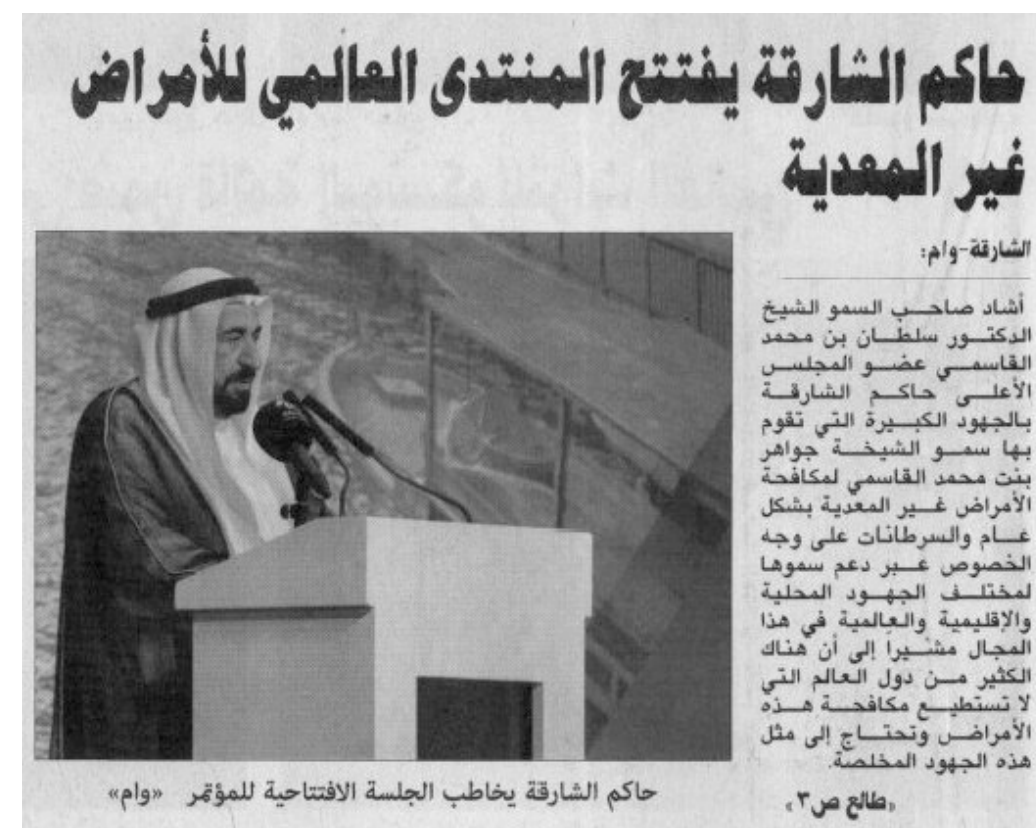 حاكم الشارقة يفتتح المنتدى العالمي للأمراض
غير المعدية
الشارقة-وام:
أشاد صاحب السمو الشيخ
الدكتور سلطان بن محمد
القاسمي عضو المجلس
الأعلى حاكم الشارقة
بالجهود الكبيرة التي تقوم
بها سمو الشيخة جواهر
بنت محمد القاسمي لمكافحة
الأمراض غير المعدية بشكل
عام والسرطانات على وجه
الخصوص عبر دعم سموها
لمختلف الجهود المحلية
والإقليمية والعالمية في هذا
المجال مشيراً إلى أن هناك
الكثير من دول العالم التي
لا تستطيع مكافحة هذه
الأمراض وتحتاج إلى مثل
هذه الجهود المخلصة.
«طالع ص٣»
حاكم الشارقة يخاطب الجلسة الافتتاحية للمؤتمر «وام»